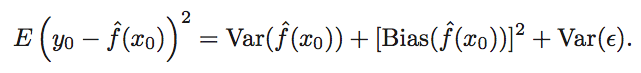 E(y₀ − f̂(x₀))² = Var(f̂(x₀)) + [Bias(f̂(x₀))]² + Var(ϵ).